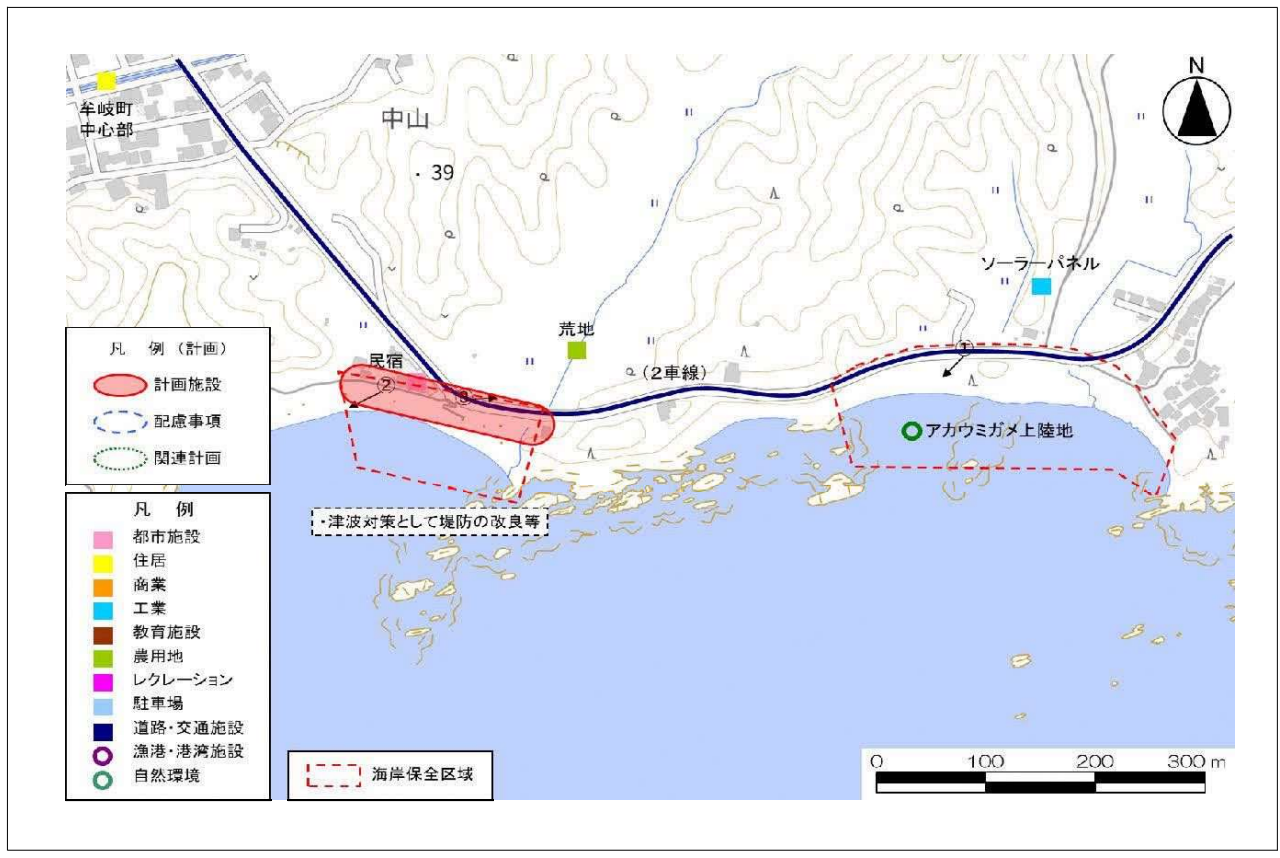 N
牟岐町
中心部
中山
・39
ソーラーパネル
荒地
民宿
(2車線)
①
②
③
アカウミガメ上陸地
・津波対策として堤防の改良等
凡 例 (計画)
計画施設
配慮事項
関連計画
凡 例
都市施設
住居
商業
工業
教育施設
農用地
レクレーション
駐車場
道路・交通施設
漁港・港湾施設
自然環境
海岸保全区域
0 100 200 300 m